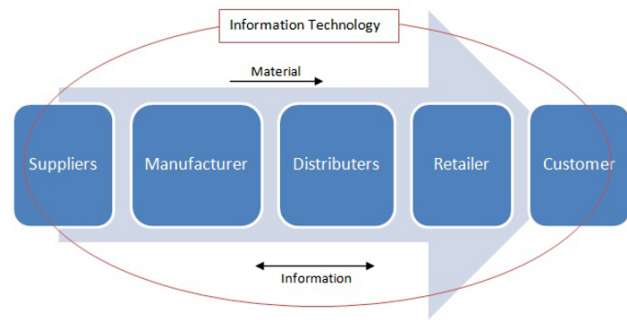 Information Technology
Material
Suppliers
Manufacturer
Distributers
Retailer
Customer
Information